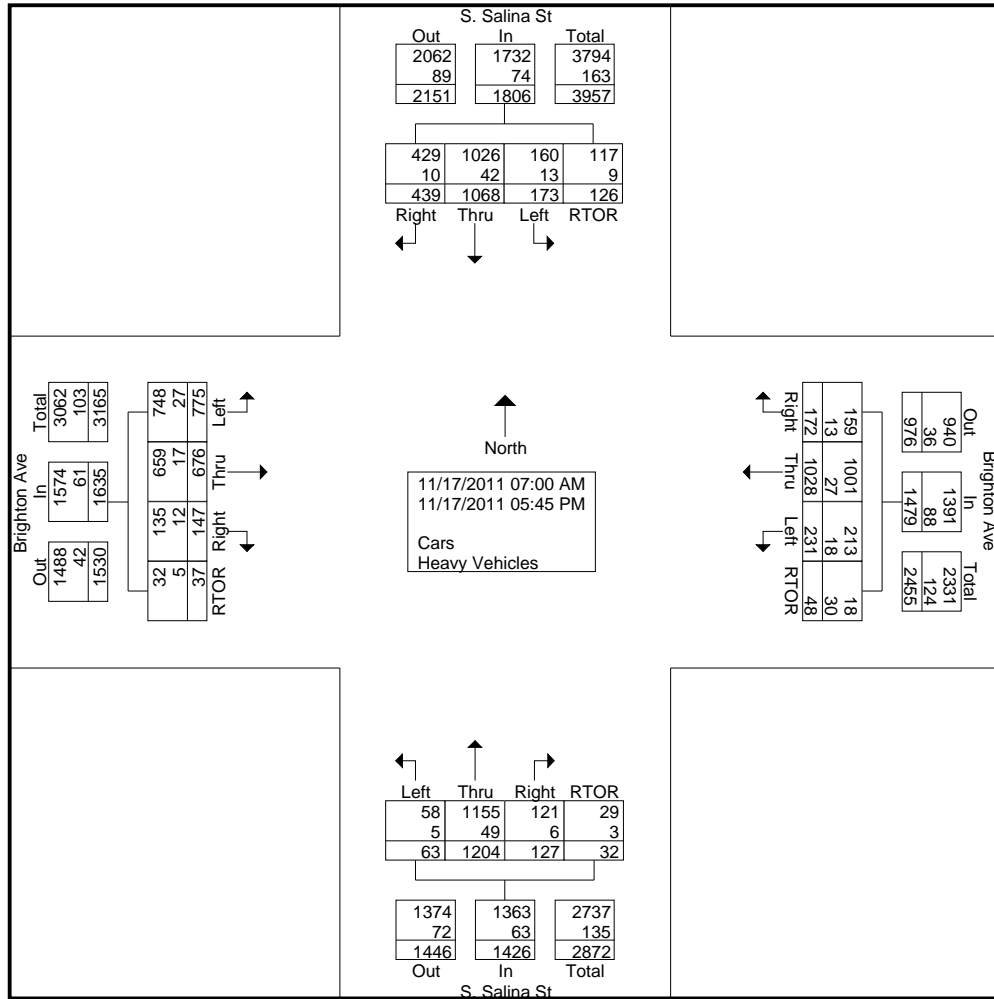 S. Salina St
Out In Total
2062 1732 3794
89 74 163
2151 1806 3957
429 1026 160 117
10 42 13 9
439 1068 173 126
Right Thru Left RTOR
Brighton Ave
Total In Out
3062 1574 1488
103 61 42
3165 1635 1530
748 659 135 32
27 17 12 5
775 676 147 37
Left Thru Right RTOR
North
11/17/2011 07:00 AM
11/17/2011 05:45 PM
Cars
Heavy Vehicles
Right Thru Left RTOR
172 1028 231 48
13 27 18 30
159 1001 213 18
976 1479 2455
36 88 124
940 1391 2331
Out In Total
Brighton Ave
Left Thru Right RTOR
58 1155 121 29
5 49 6 3
63 1204 127 32
1374 1363 2737
72 63 135
1446 1426 2872
Out In Total
S. Salina St